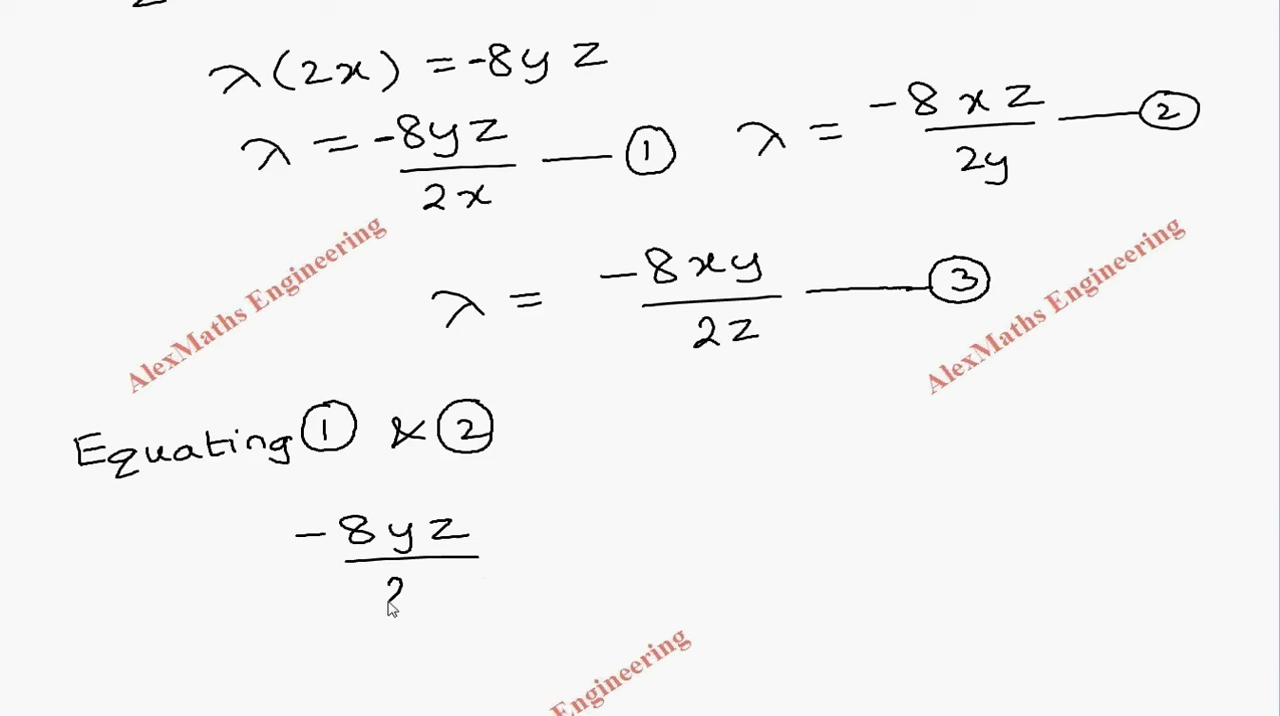 λ(2x) = -8yz
λ = -8yz/2x —— ①
λ = -8xz/2y —— ②
λ = -8xy/2z —— ③
AlexMaths Engineering
AlexMaths Engineering
Equating ① & ②
-8yz/2
Engineering